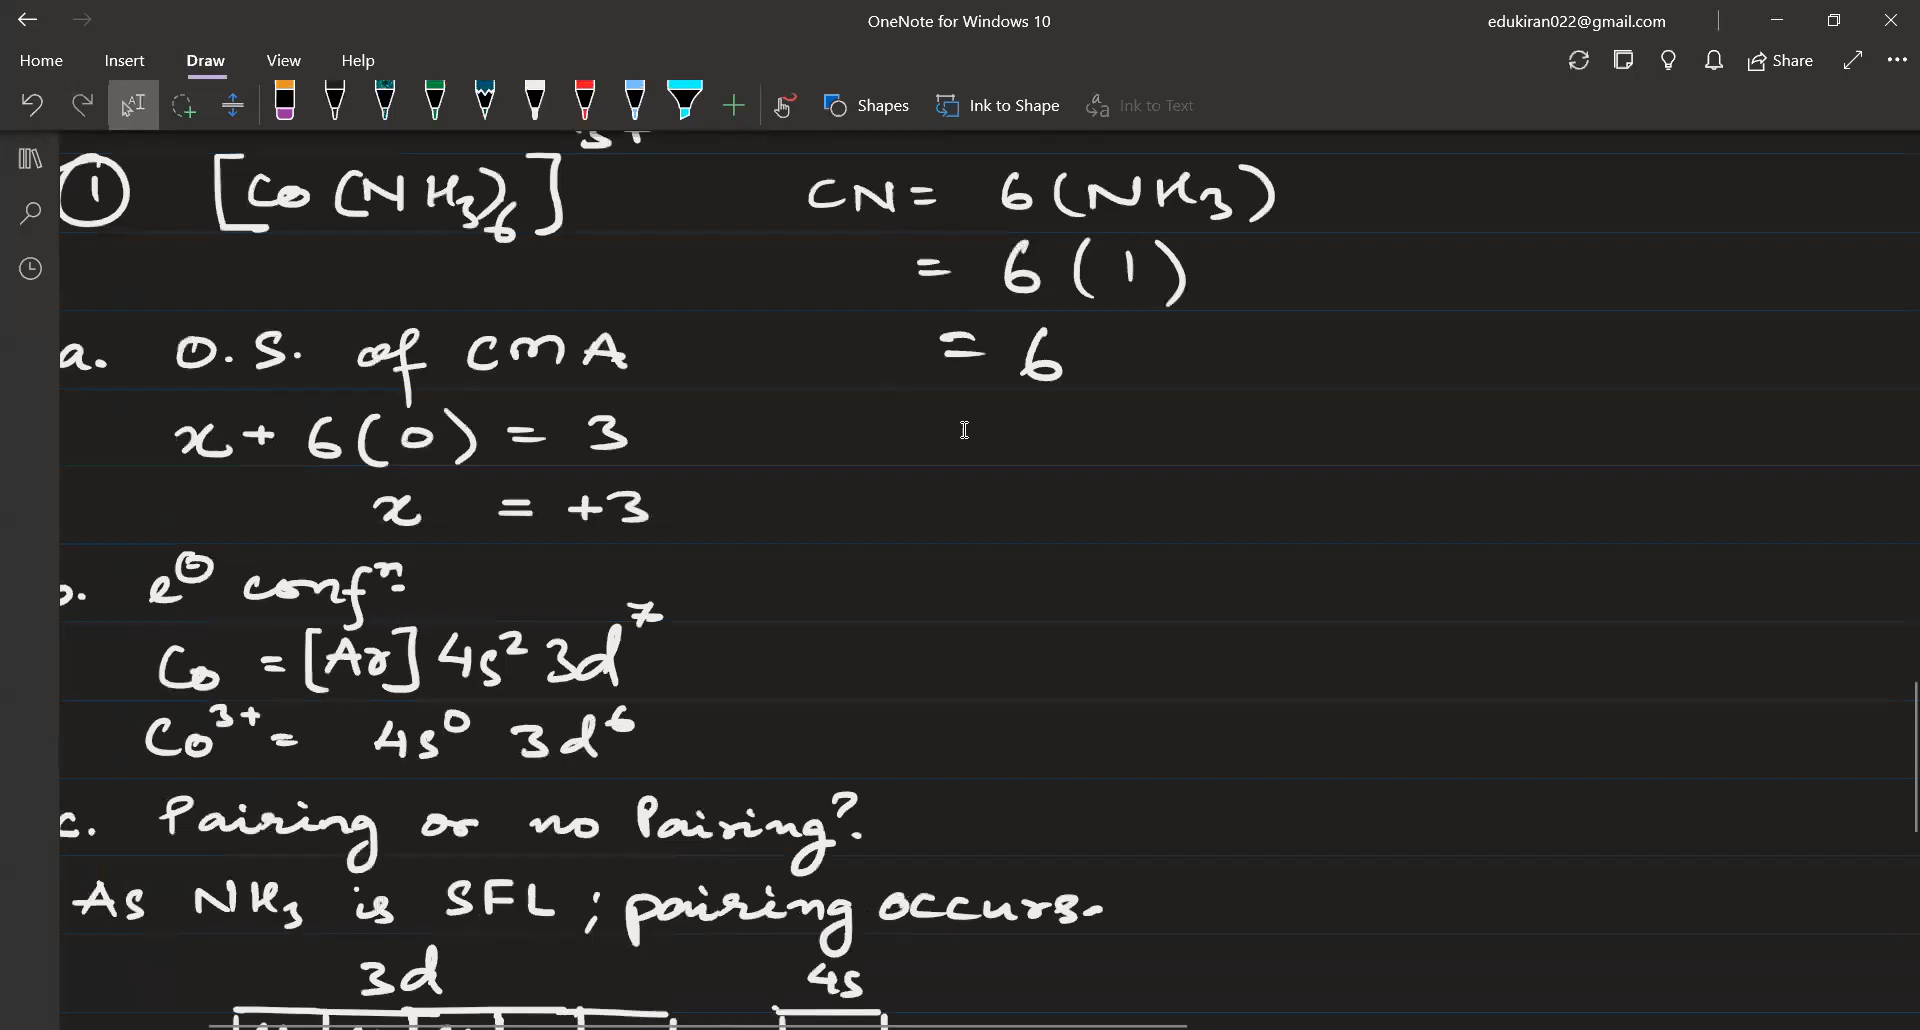 OneNote for Windows 10
edukiran022@gmail.com
Home Insert Draw View Help
Share
Shapes Ink to Shape Ink to Text
① [Co(NH₃)₆]³⁺ CN = 6(NH₃)
= 6(1)
a. O.S. of CMA = 6
x + 6(0) = 3
x = +3
b. e⊖ confⁿ
Co = [Ar] 4s² 3d⁷
Co³⁺ = 4s⁰ 3d⁶
c. Pairing or no Pairing?
As NH₃ is SFL ; pairing occurs.
3d 4s